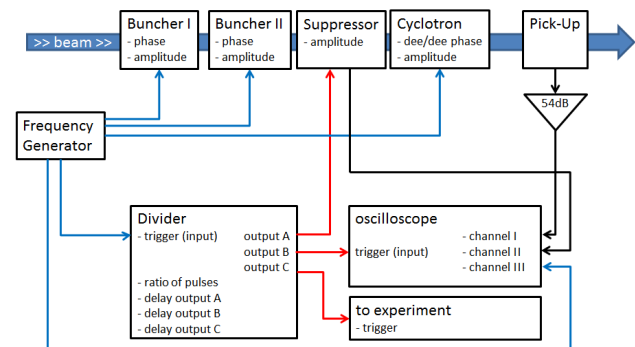 >> beam >>
Buncher I
- phase
- amplitude
Buncher II
- phase
- amplitude
Suppressor
- amplitude
Cyclotron
- dee/dee phase
- amplitude
Pick-Up
54dB
Frequency
Generator
Divider
- trigger (input)
output A
output B
output C
- ratio of pulses
- delay output A
- delay output B
- delay output C
oscilloscope
- channel I
trigger (input)
- channel II
- channel III
to experiment
- trigger